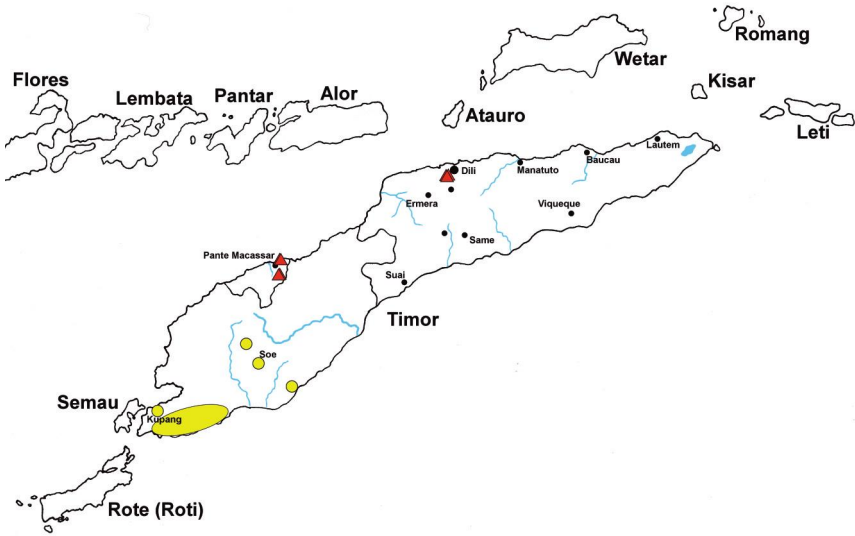 Romang
Wetar
Flores
Kisar
Lembata
Pantar
Alor
Atauro
Leti
Lautem
Baucau
Dili
Manatuto
Ermera
Viqueque
Same
Pante Macassar
Suai
Timor
Soe
Semau
Kupang
Rote (Roti)